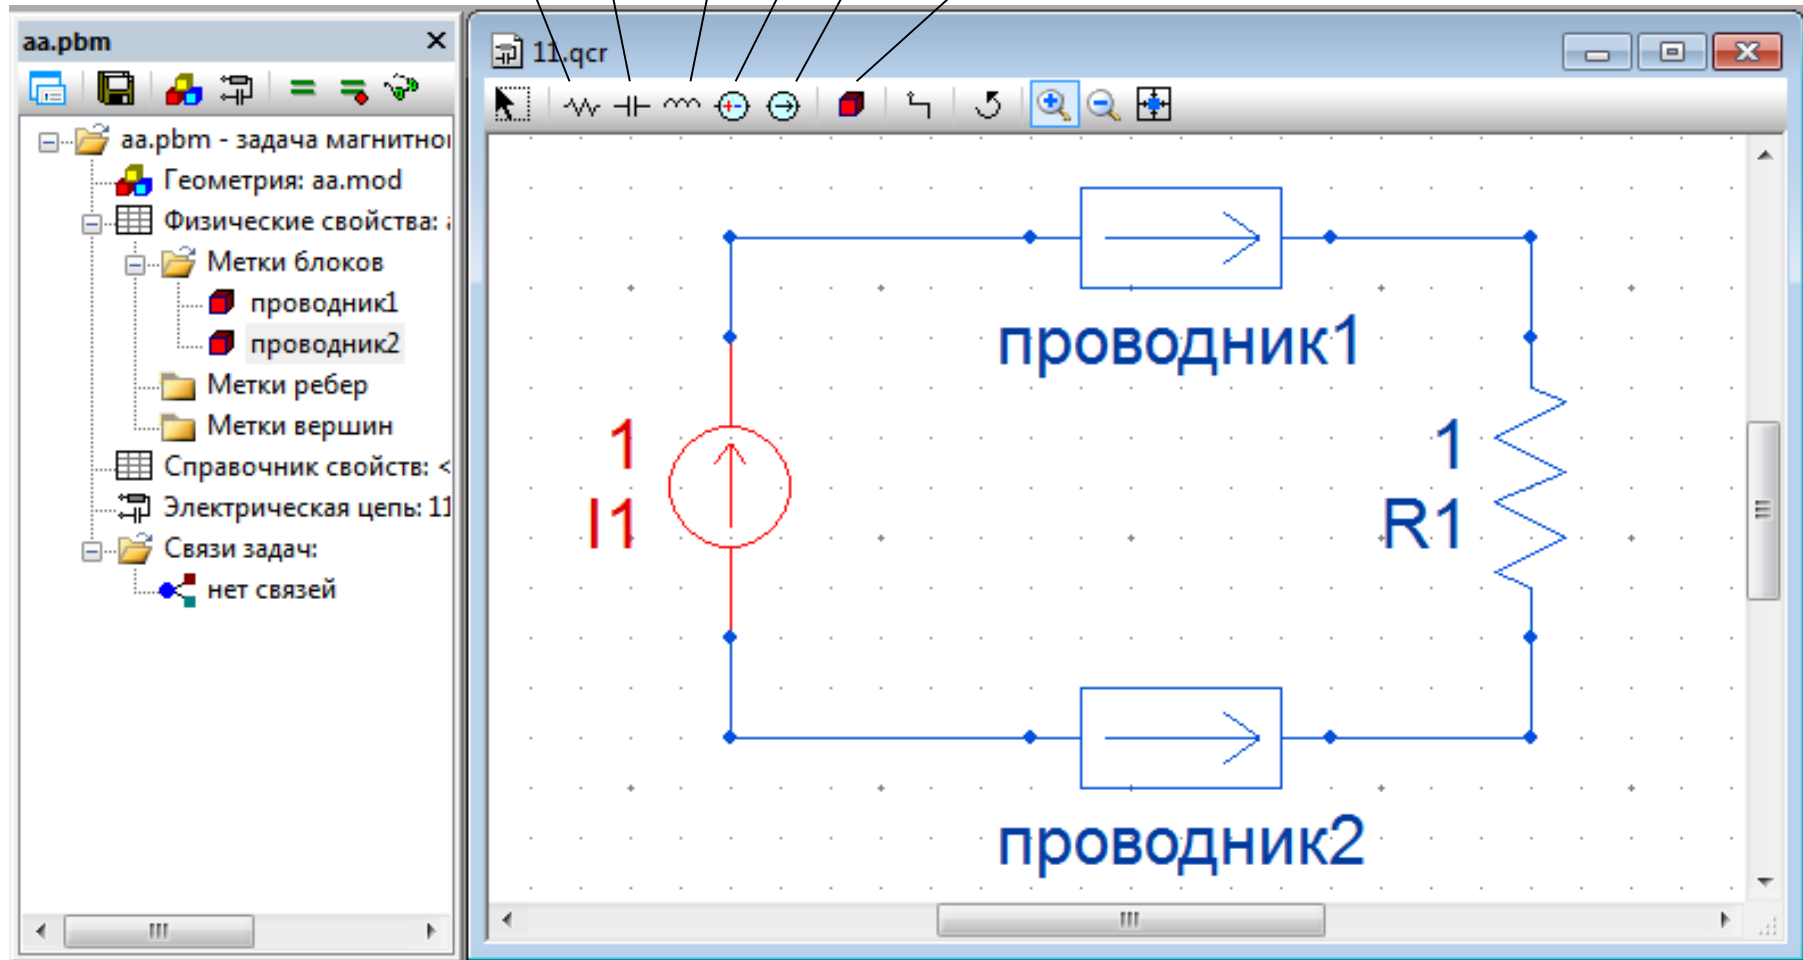 aa.pbm
aa.pbm - задача магнитно
Геометрия: aa.mod
Физические свойства:
Метки блоков
проводник1
проводник2
Метки ребер
Метки вершин
Справочник свойств: <
Электрическая цепь: 11
Связи задач:
нет связей
11.qcr
проводник1
1
I1
1
R1
проводник2